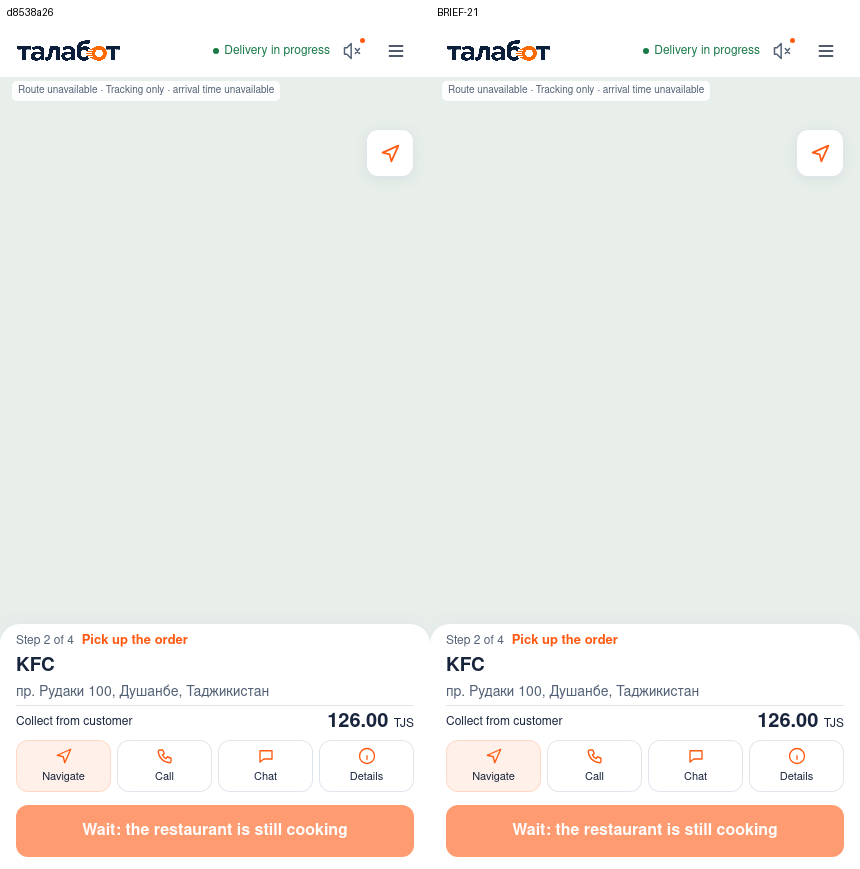 d8538a26
талабот
Delivery in progress
Route unavailable · Tracking only · arrival time unavailable
Step 2 of 4 Pick up the order
KFC
пр. Рудаки 100, Душанбе, Таджикистан
Collect from customer 126.00 TJS
Navigate Call Chat Details
Wait: the restaurant is still cooking
BRIEF-21
талабот
Delivery in progress
Route unavailable · Tracking only · arrival time unavailable
Step 2 of 4 Pick up the order
KFC
пр. Рудаки 100, Душанбе, Таджикистан
Collect from customer 126.00 TJS
Navigate Call Chat Details
Wait: the restaurant is still cooking